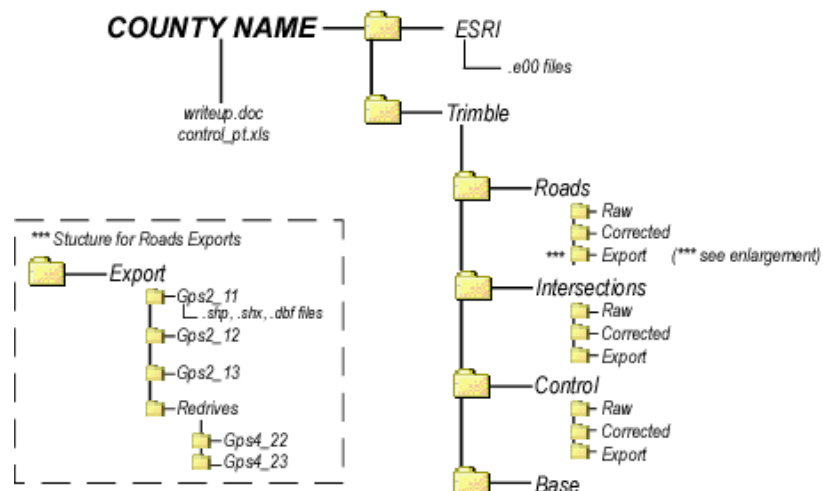 COUNTY NAME
ESRI
.e00 files
writeup.doc
control_pt.xls
Trimble
Roads
Raw
Corrected
*** Export (*** see enlargement)
Intersections
Raw
Corrected
Export
Control
Raw
Corrected
Export
Base
*** Stucture for Roads Exports
Export
Gps2_11
.shp, .shx, .dbf files
Gps2_12
Gps2_13
Redrives
Gps4_22
Gps4_23